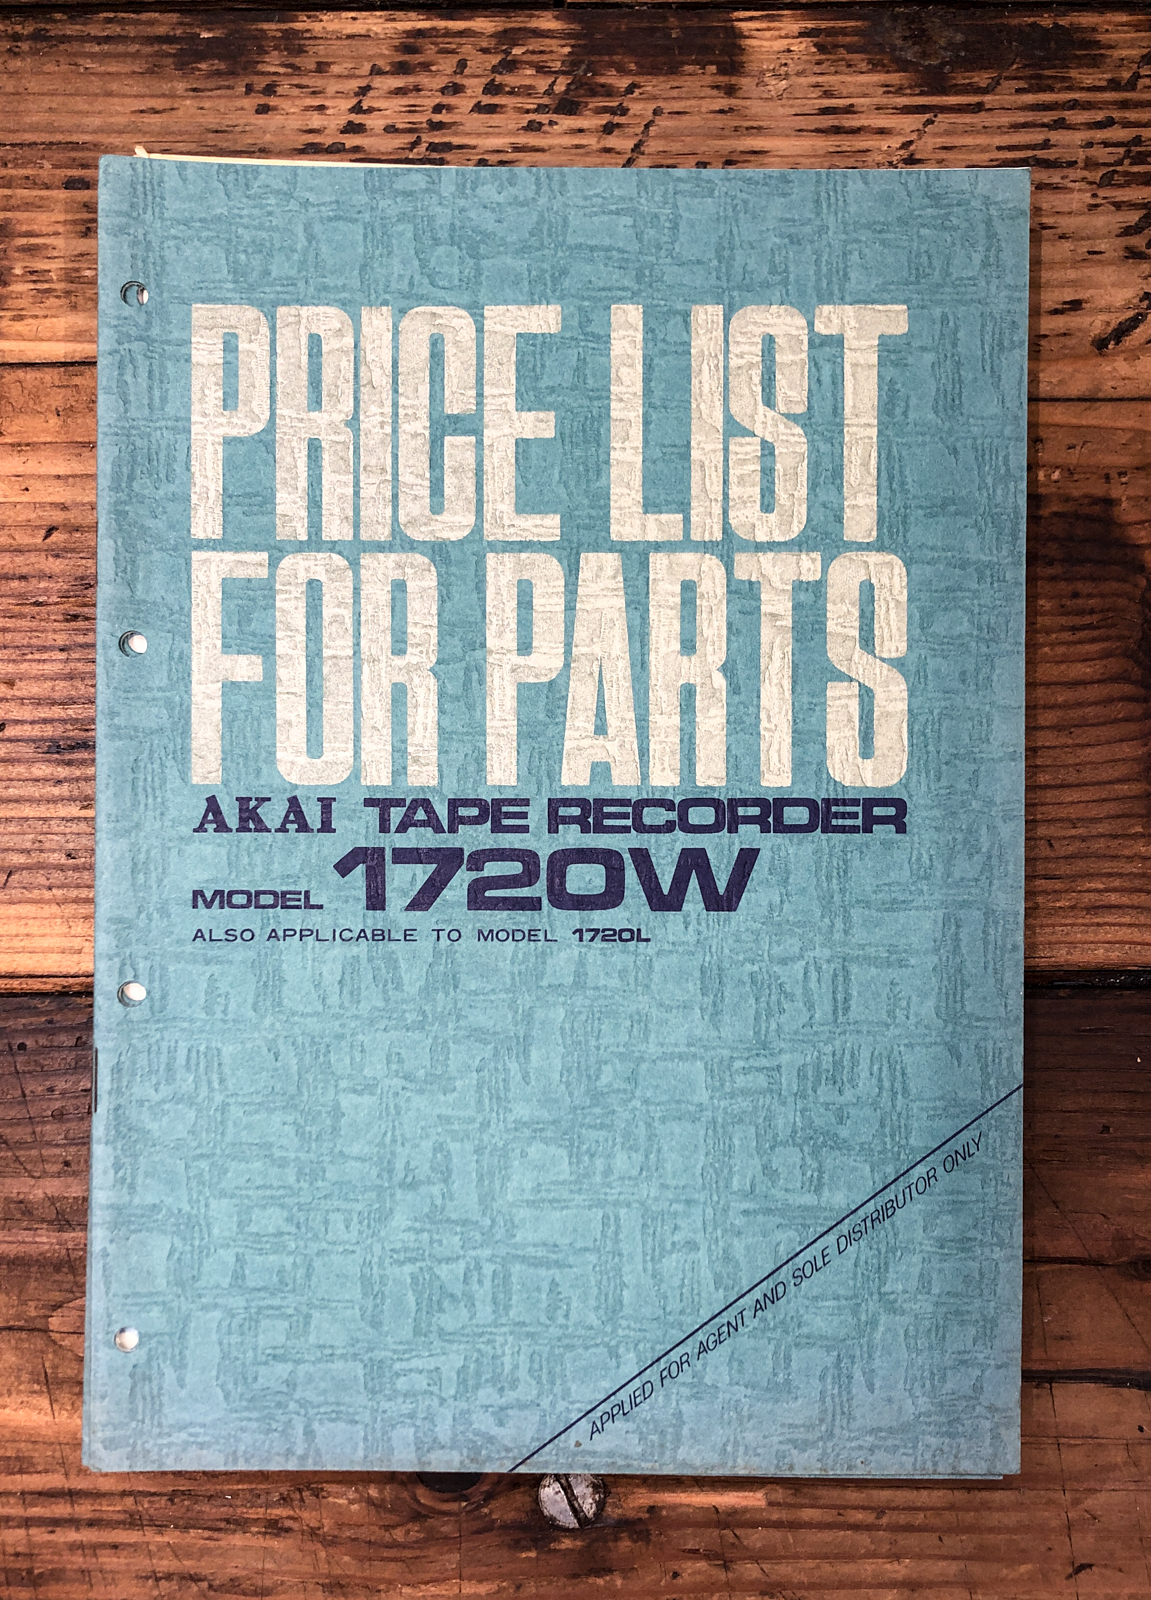 PRICE LIST
FOR PARTS
AKAI TAPE RECORDER
MODEL 1720W
ALSO APPLICABLE TO MODEL 1720L
APPLIED FOR AGENT AND SOLE DISTRIBUTOR ONLY